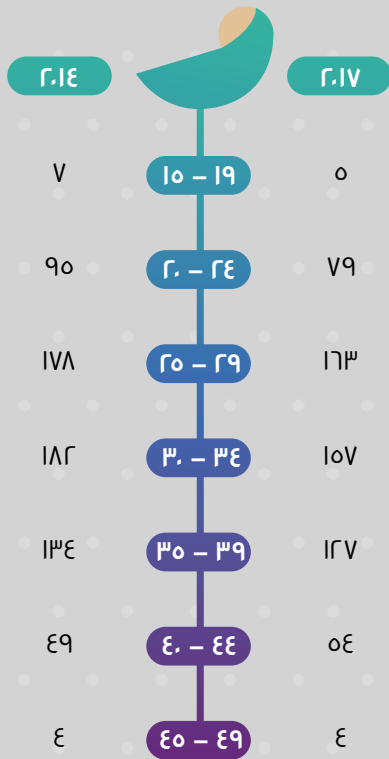 ٢٠١٤ ٢٠١٧
٧ ١٥ – ١٩ ٥
٩٥ ٢٠ – ٢٤ ٧٩
١٧٨ ٢٥ – ٢٩ ١٦٣
١٨٢ ٣٠ – ٣٤ ١٥٧
١٣٤ ٣٥ – ٣٩ ١٢٧
٤٩ ٤٠ – ٤٤ ٥٤
٤ ٤٥ – ٤٩ ٤